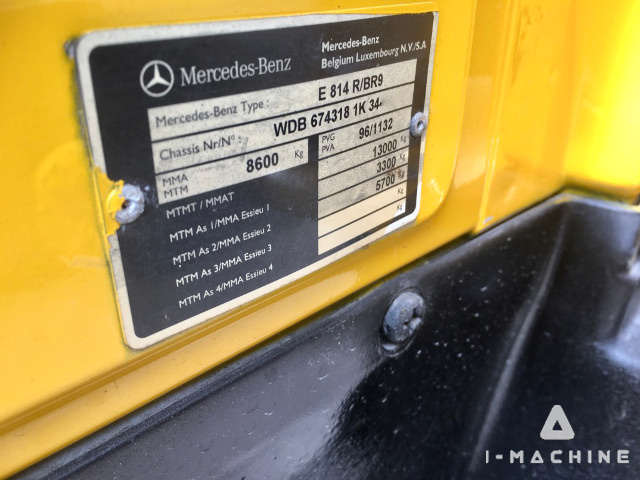 Mercedes-Benz
Mercedes-Benz
Belgium Luxembourg N.V./S.A
Mercedes-Benz Type: E 814 R/BR9
Chassis Nr/N°: WDB 674318 1K 34
MMA
MTM 8600 Kg
PVG
PVA 96/1132
MTMT / MMAT 13000 Kg
MTM As 1/MMA Essieu 1 3300 Kg
MTM As 2/MMA Essieu 2 5700 Kg
MTM As 3/MMA Essieu 3 Kg
MTM As 4/MMA Essieu 4
I-MACHINE